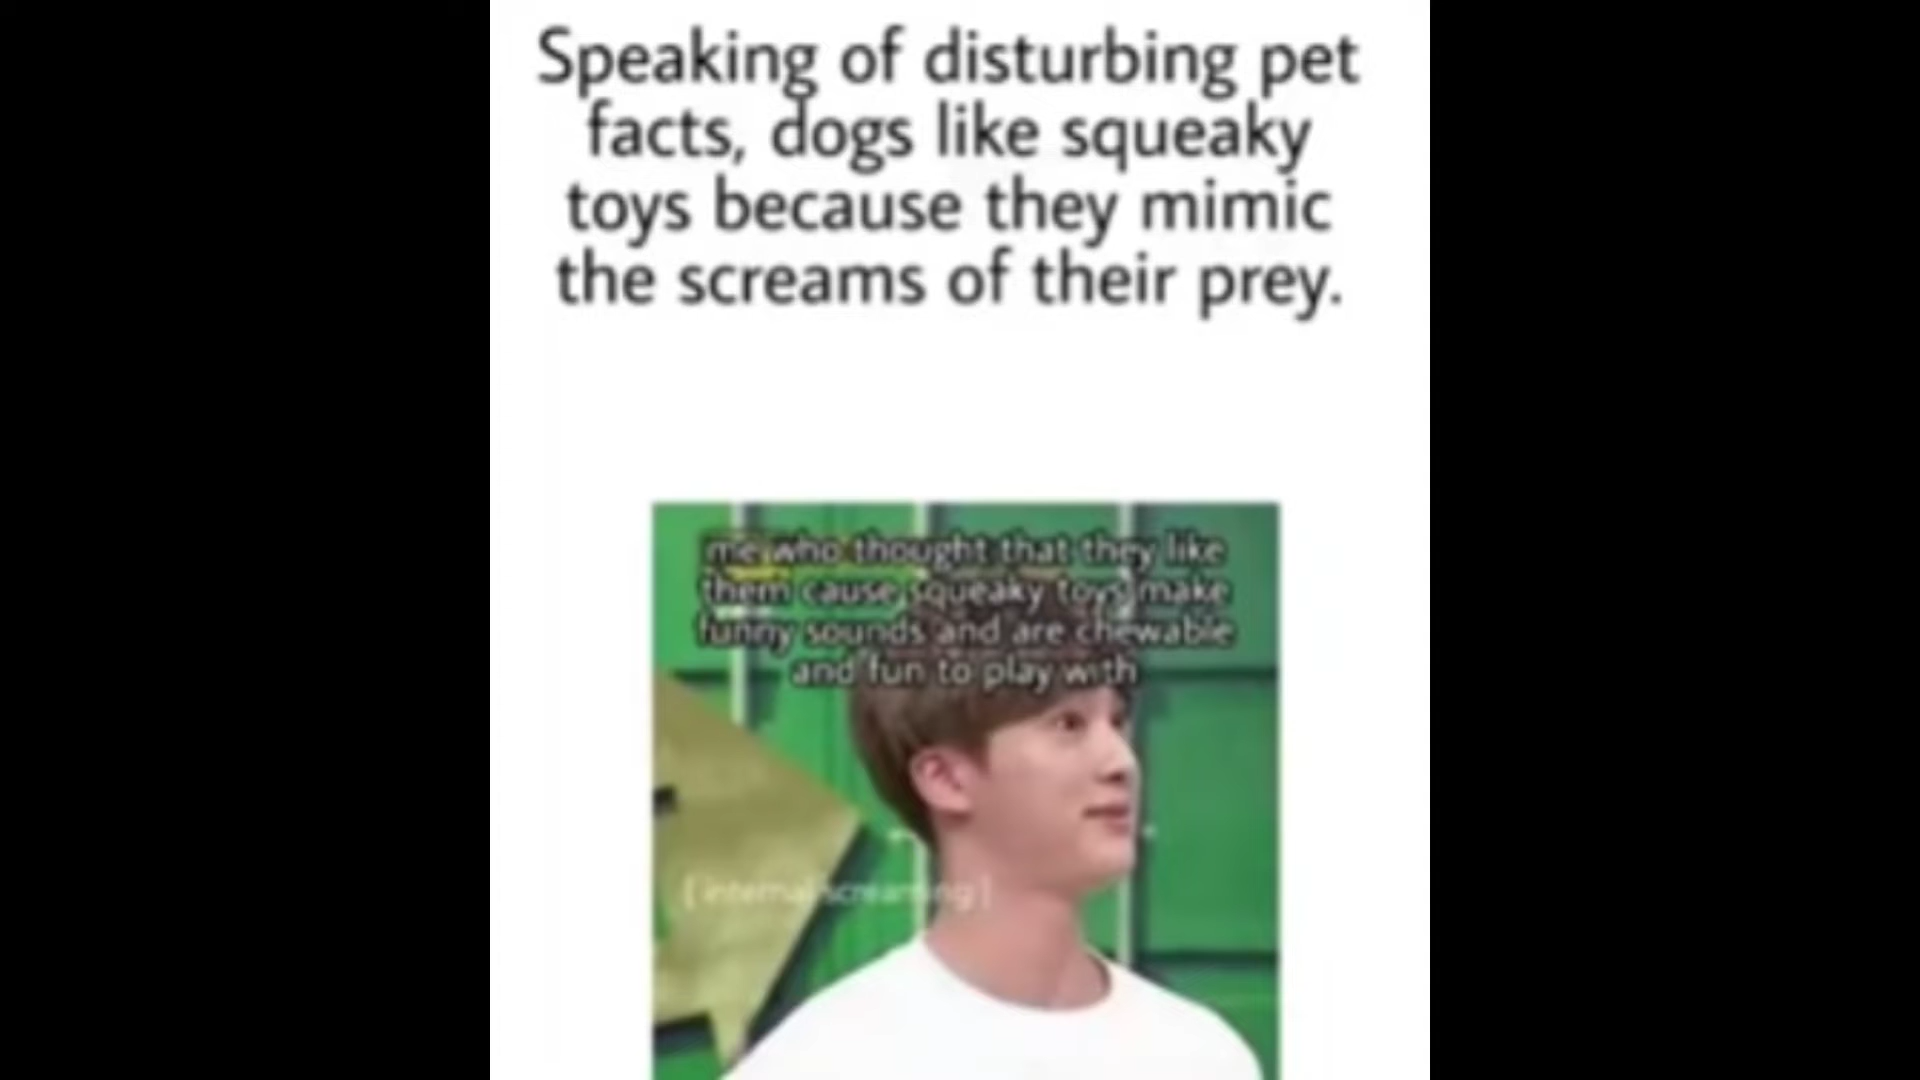 Speaking of disturbing pet
facts, dogs like squeaky
toys because they mimic
the screams of their prey.
me who thought that they like
them cause squeaky toys make
funny sounds and are chewable
and fun to play with
[internal screaming]